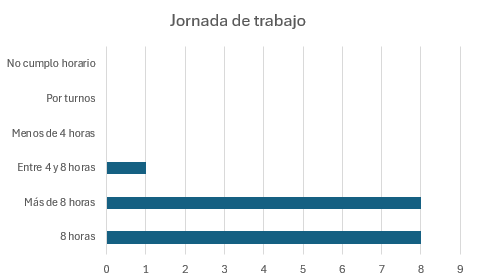 Jornada de trabajo
No cumplo horario
Por turnos
Menos de 4 horas
Entre 4 y 8 horas
Más de 8 horas
8 horas
0 1 2 3 4 5 6 7 8 9